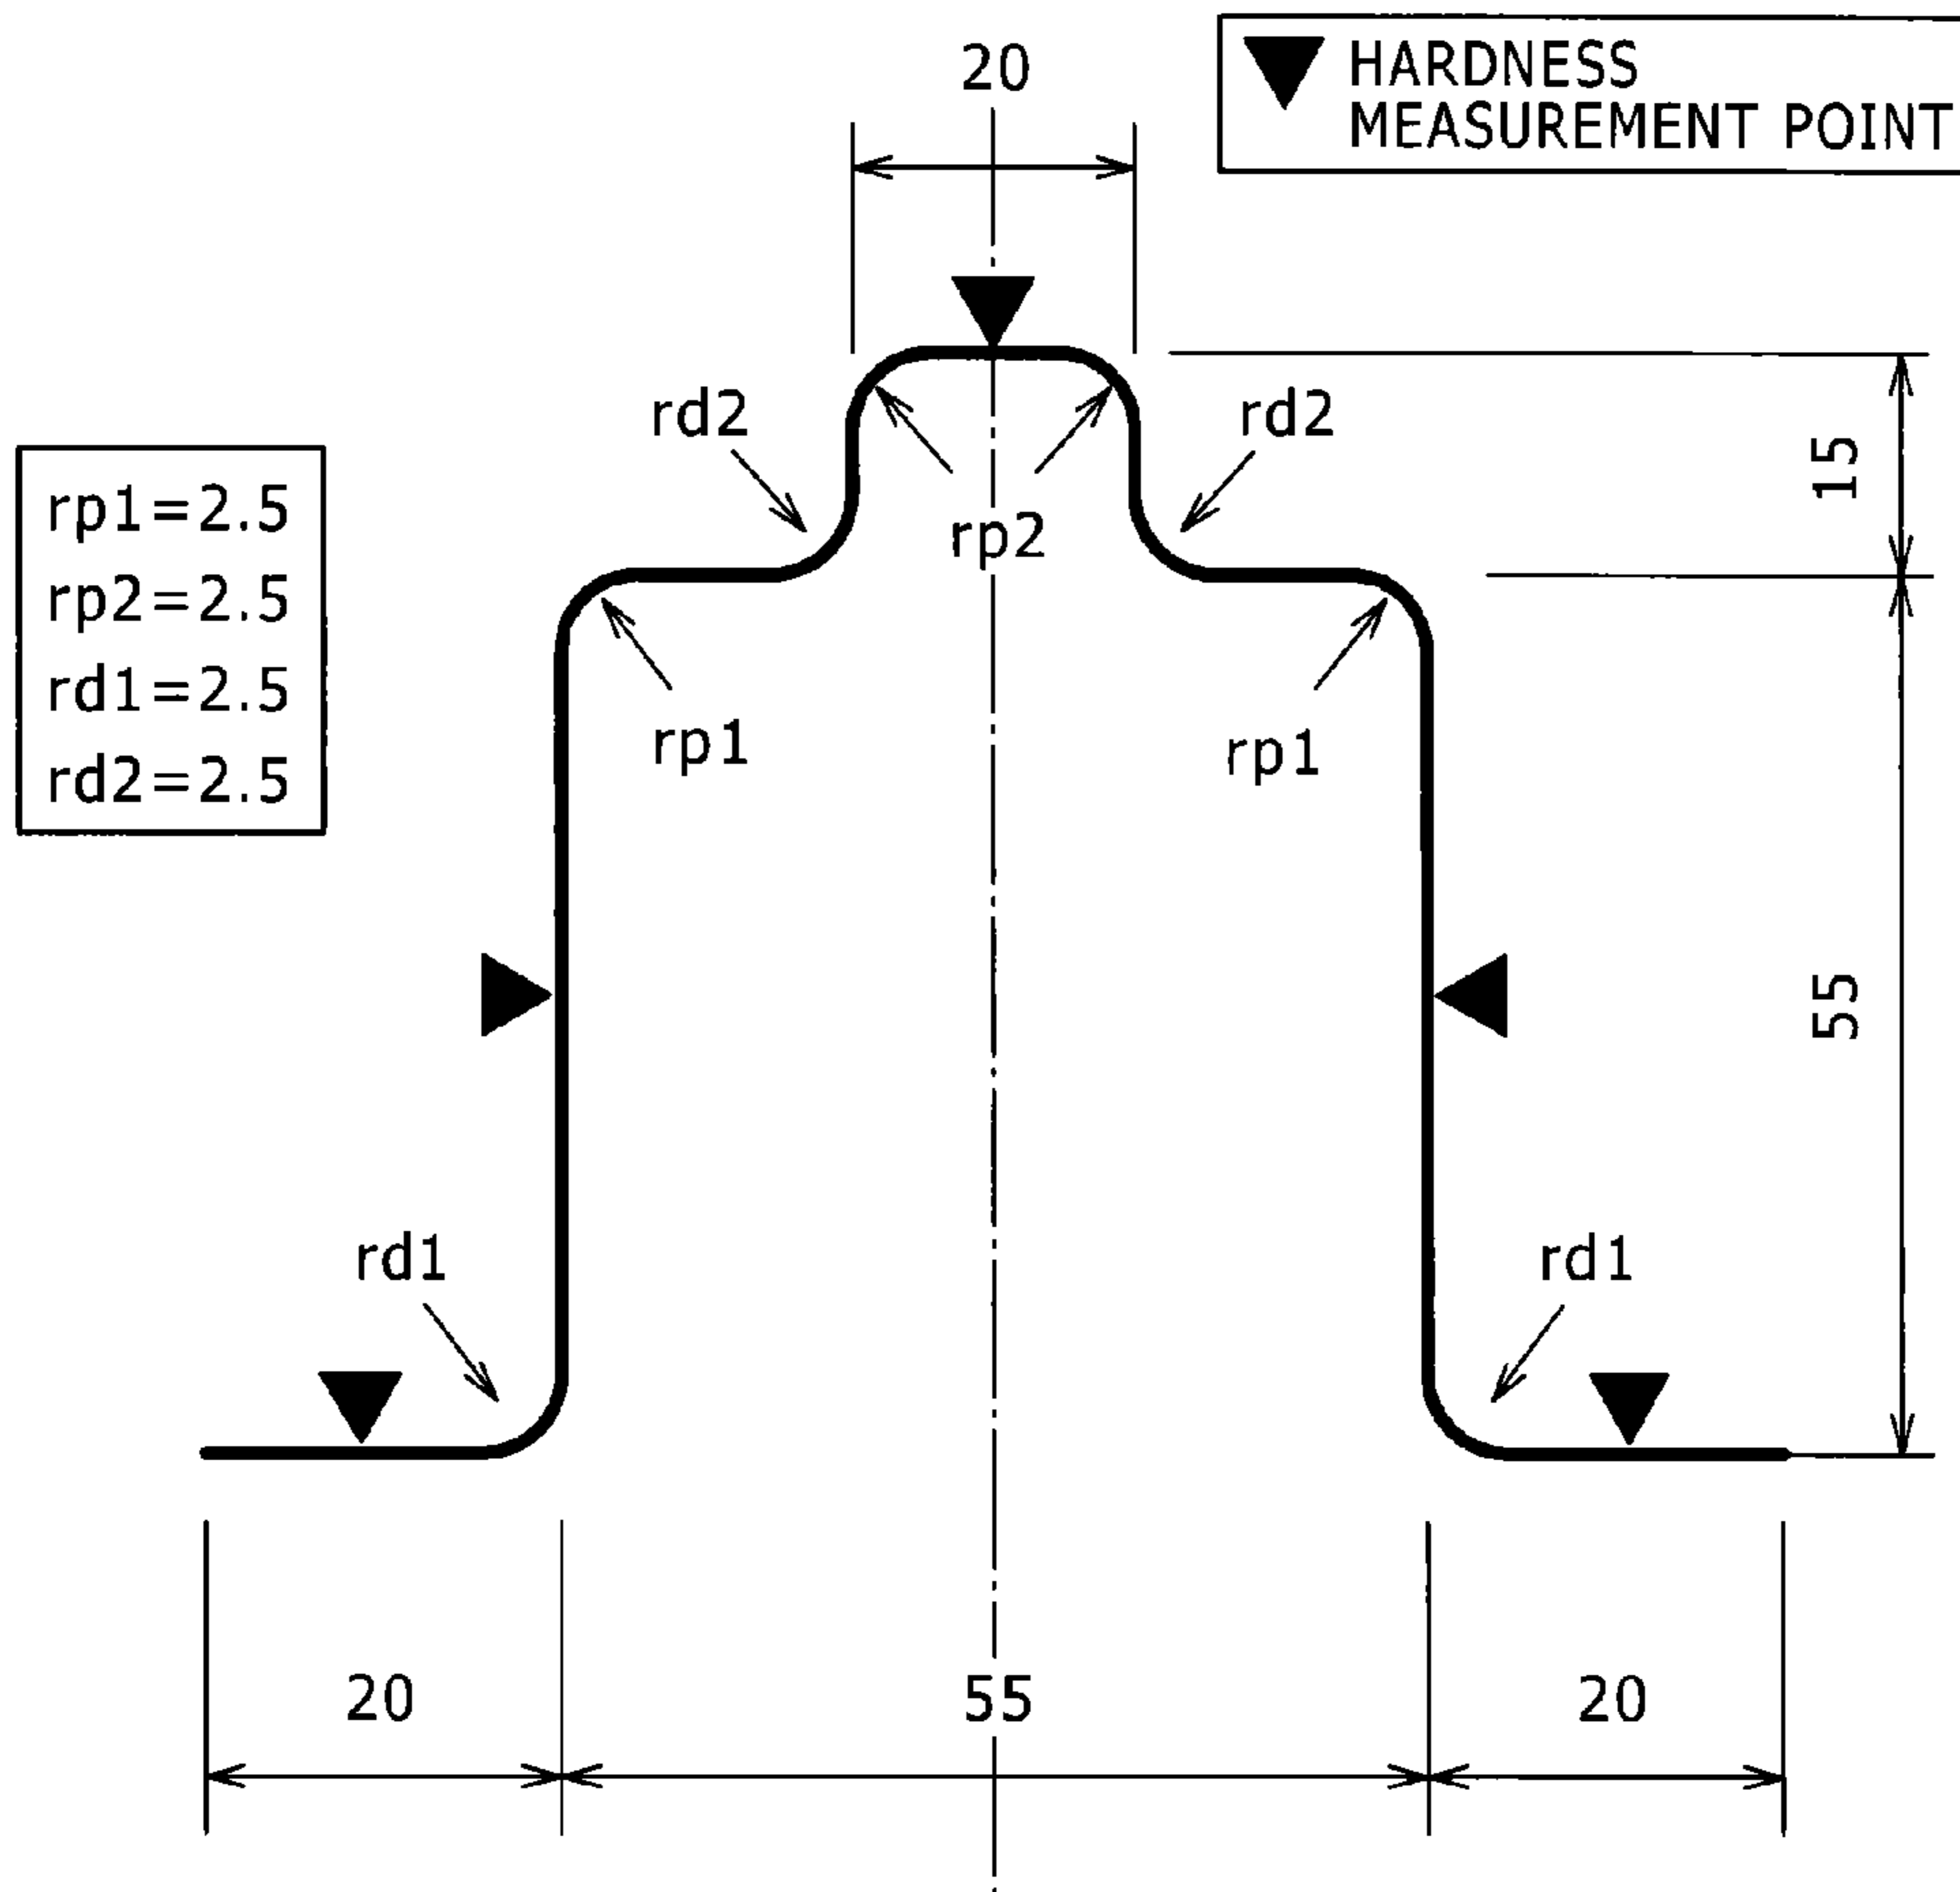 20
HARDNESS
MEASUREMENT POINT
rd2
rd2
15
rp1=2.5
rp2=2.5
rd1=2.5
rd2=2.5
rp2
rp1
rp1
55
rd1
rd1
20
55
20